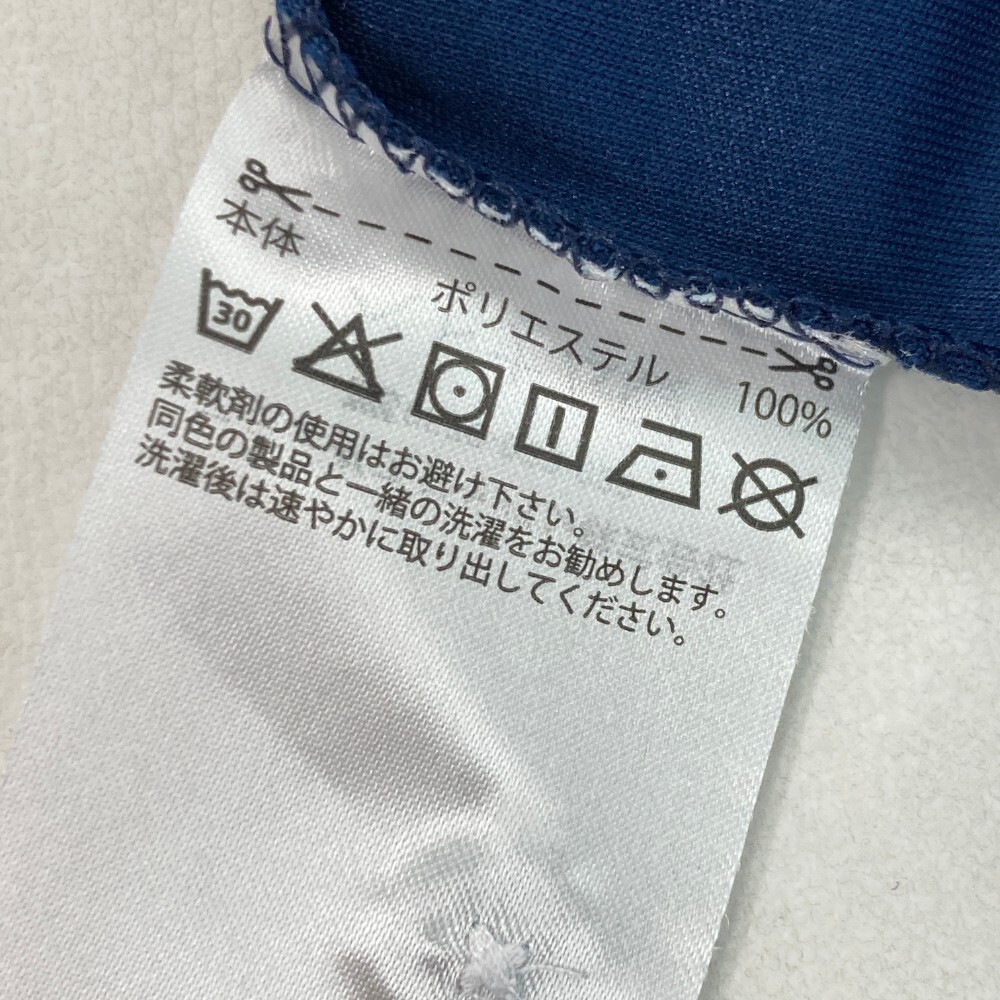 本体
ポリエステル 100%
30
柔軟剤の使用はお避け下さい。
同色の製品と一緒の洗濯をお勧めします。
洗濯後は速やかに取り出してください。